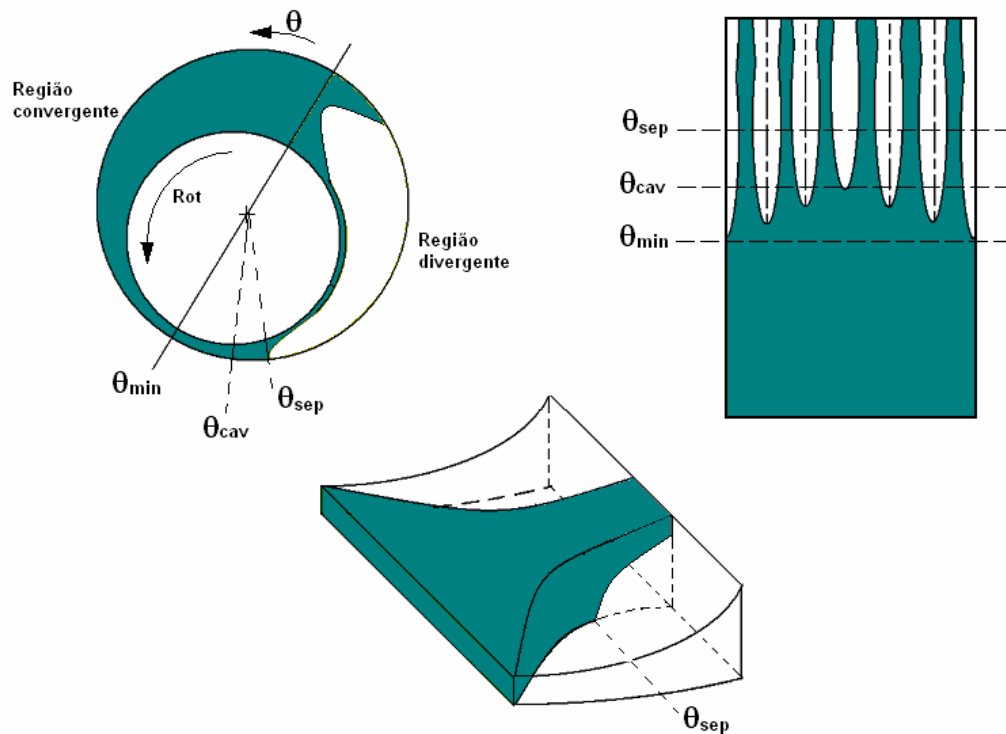 θ
Região
convergente
Rot
Região
divergente
θmin
θsep
θcav
θsep
θcav
θmin
θsep